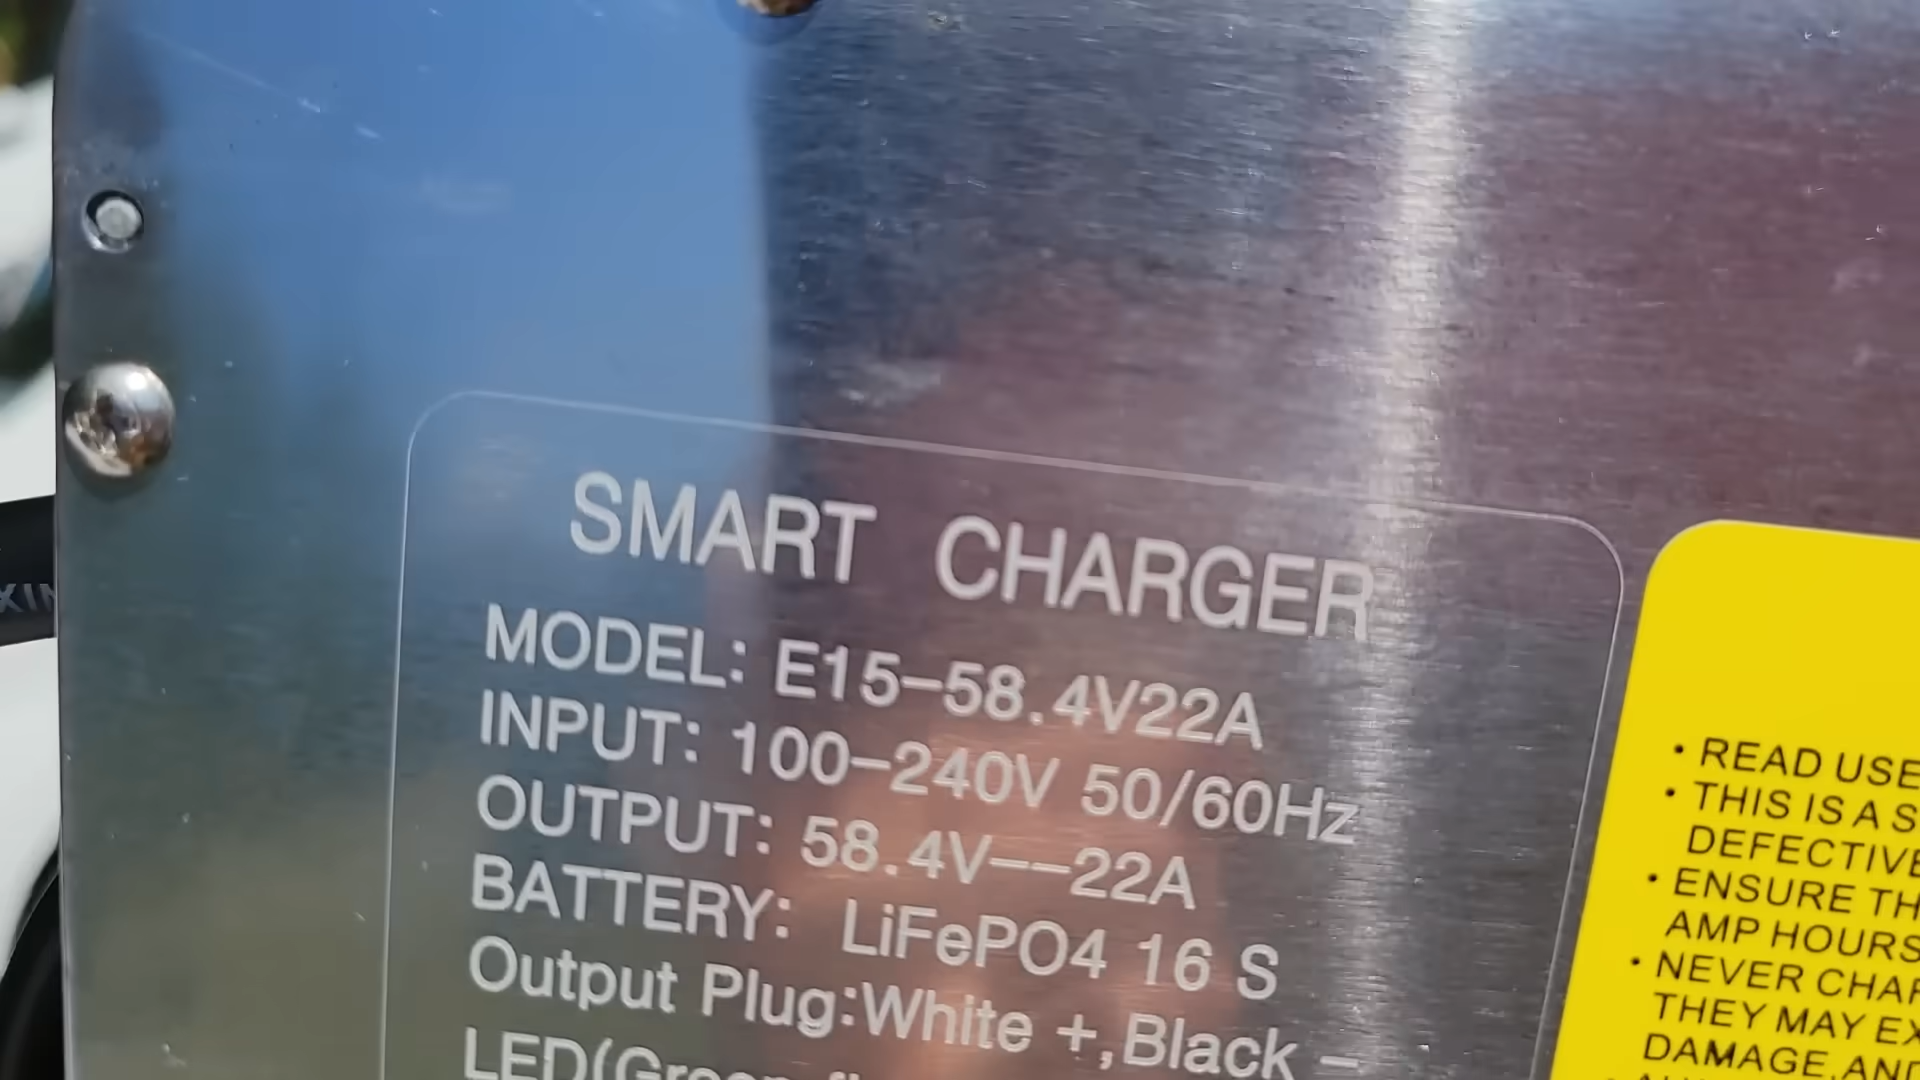 SMART CHARGER
MODEL: E15-58.4V22A
INPUT: 100-240V 50/60Hz
OUTPUT: 58.4V--22A
BATTERY: LiFePO4 16 S
Output Plug:White +,Black -
LED(Green
• READ USE
• THIS IS A S
DEFECTIVE
• ENSURE TH
AMP HOURS
• NEVER CHAR
THEY MAY EX
DAMAGE,AND